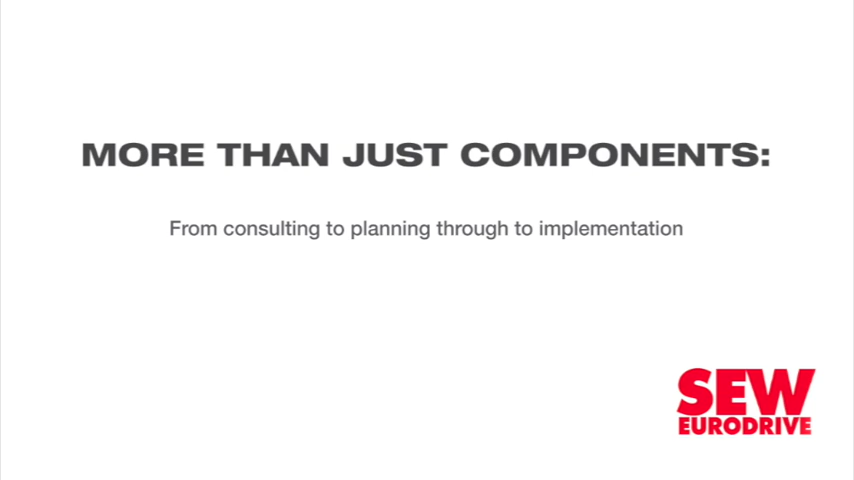 MORE THAN JUST COMPONENTS:
From consulting to planning through to implementation
SEW
EURODRIVE